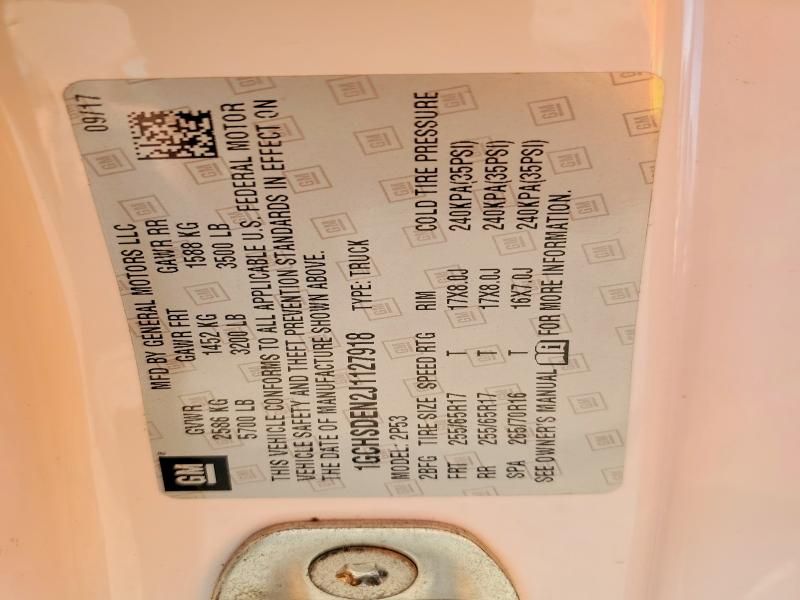 GM
MFD BY GENERAL MOTORS LLC 09/17
GVWR GAWR FRT GAWR RR
2586 KG 1452 KG 1588 KG
5700 LB 3200 LB 3500 LB
THIS VEHICLE CONFORMS TO ALL APPLICABLE U.S. FEDERAL MOTOR
VEHICLE SAFETY AND THEFT PREVENTION STANDARDS IN EFFECT ON
THE DATE OF MANUFACTURE SHOWN ABOVE.
1GCHSDEN2J1127918 TYPE: TRUCK
MODEL: 2P53
2BFG TIRE SIZE SPEED RTG RIM COLD TIRE PRESSURE
FRT 255/65R17 T 17X8.0J 240KPA(35PSI)
RR 255/65R17 T 17X8.0J 240KPA(35PSI)
SPA 265/70R16 T 16X7.0J 240KPA(35PSI)
SEE OWNER'S MANUAL FOR MORE INFORMATION.